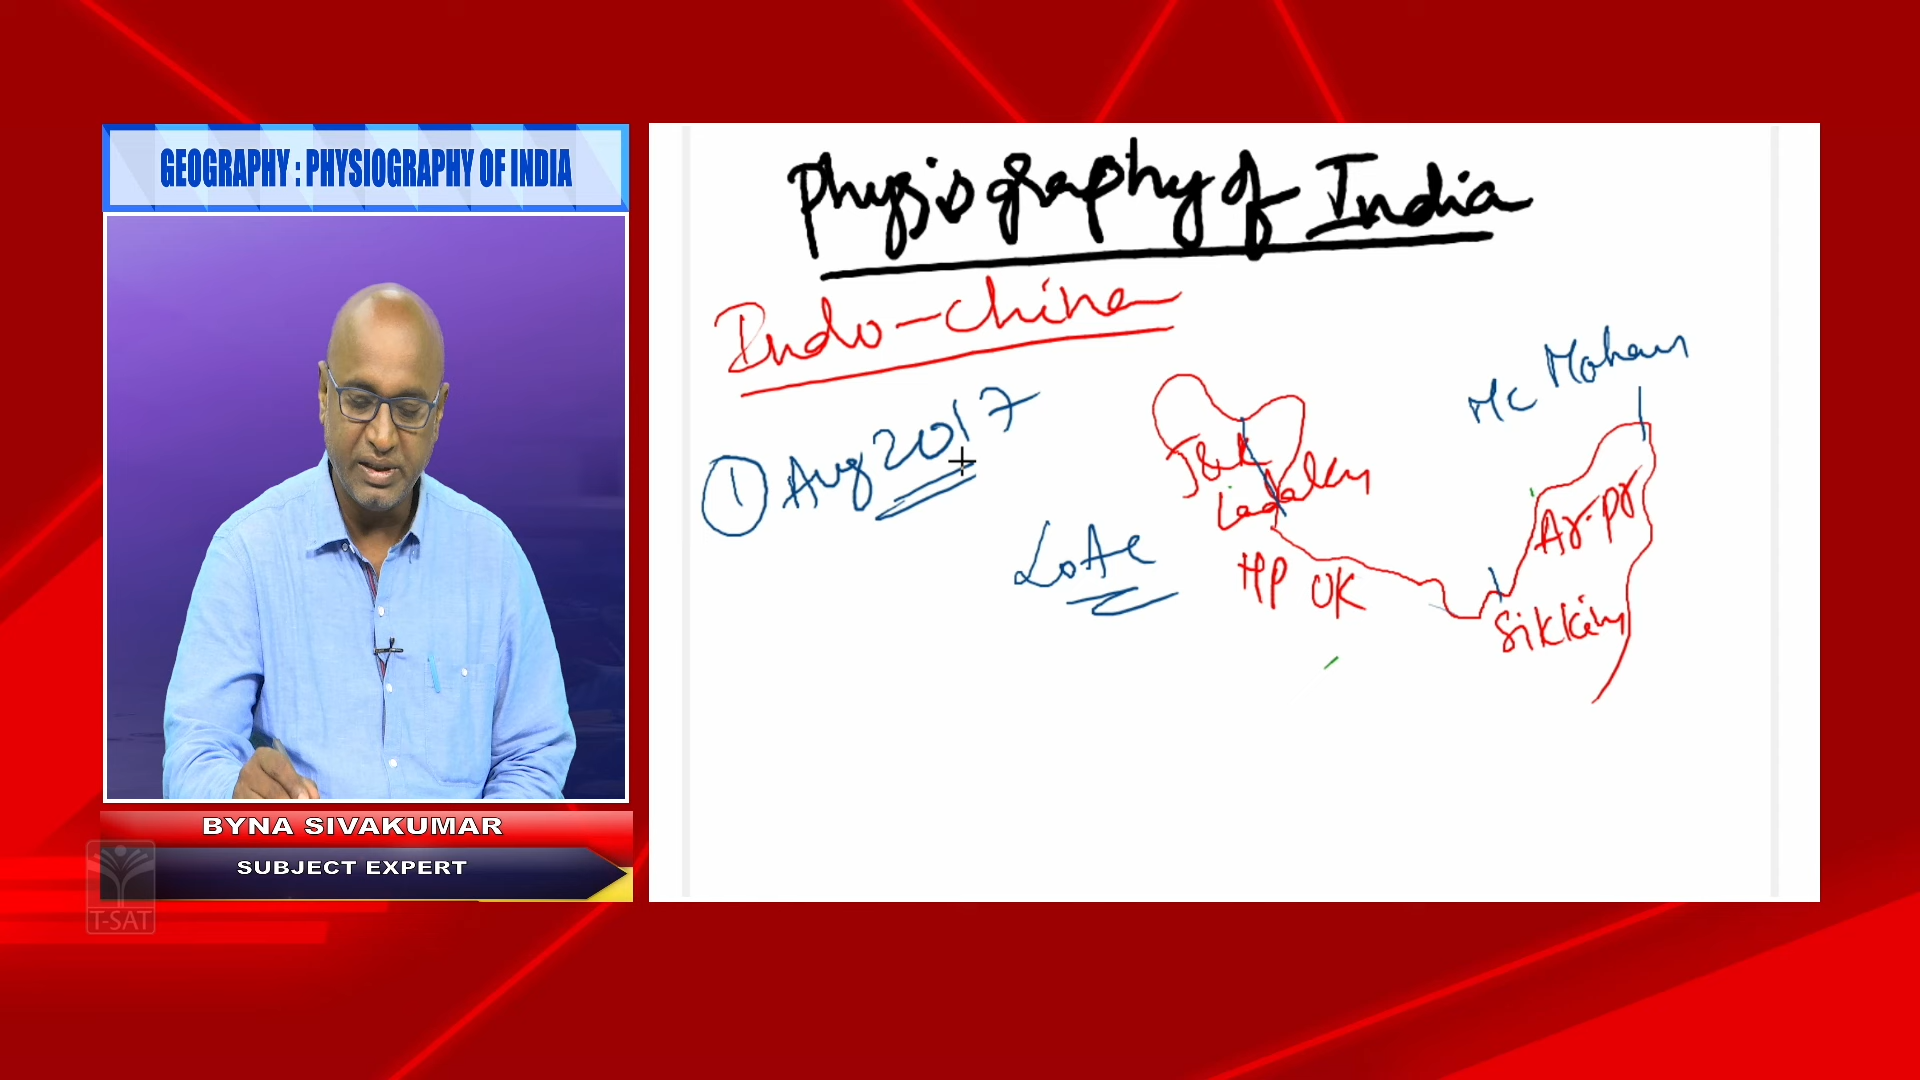 GEOGRAPHY : PHYSIOGRAPHY OF INDIA
Physiography of India
Indo-China
Mc Mohan
① Aug 2017
J&K
Ladakh
Ar-Pr
LoAc
HP UK
Sikkim
BYNA SIVAKUMAR
SUBJECT EXPERT
T-SAT